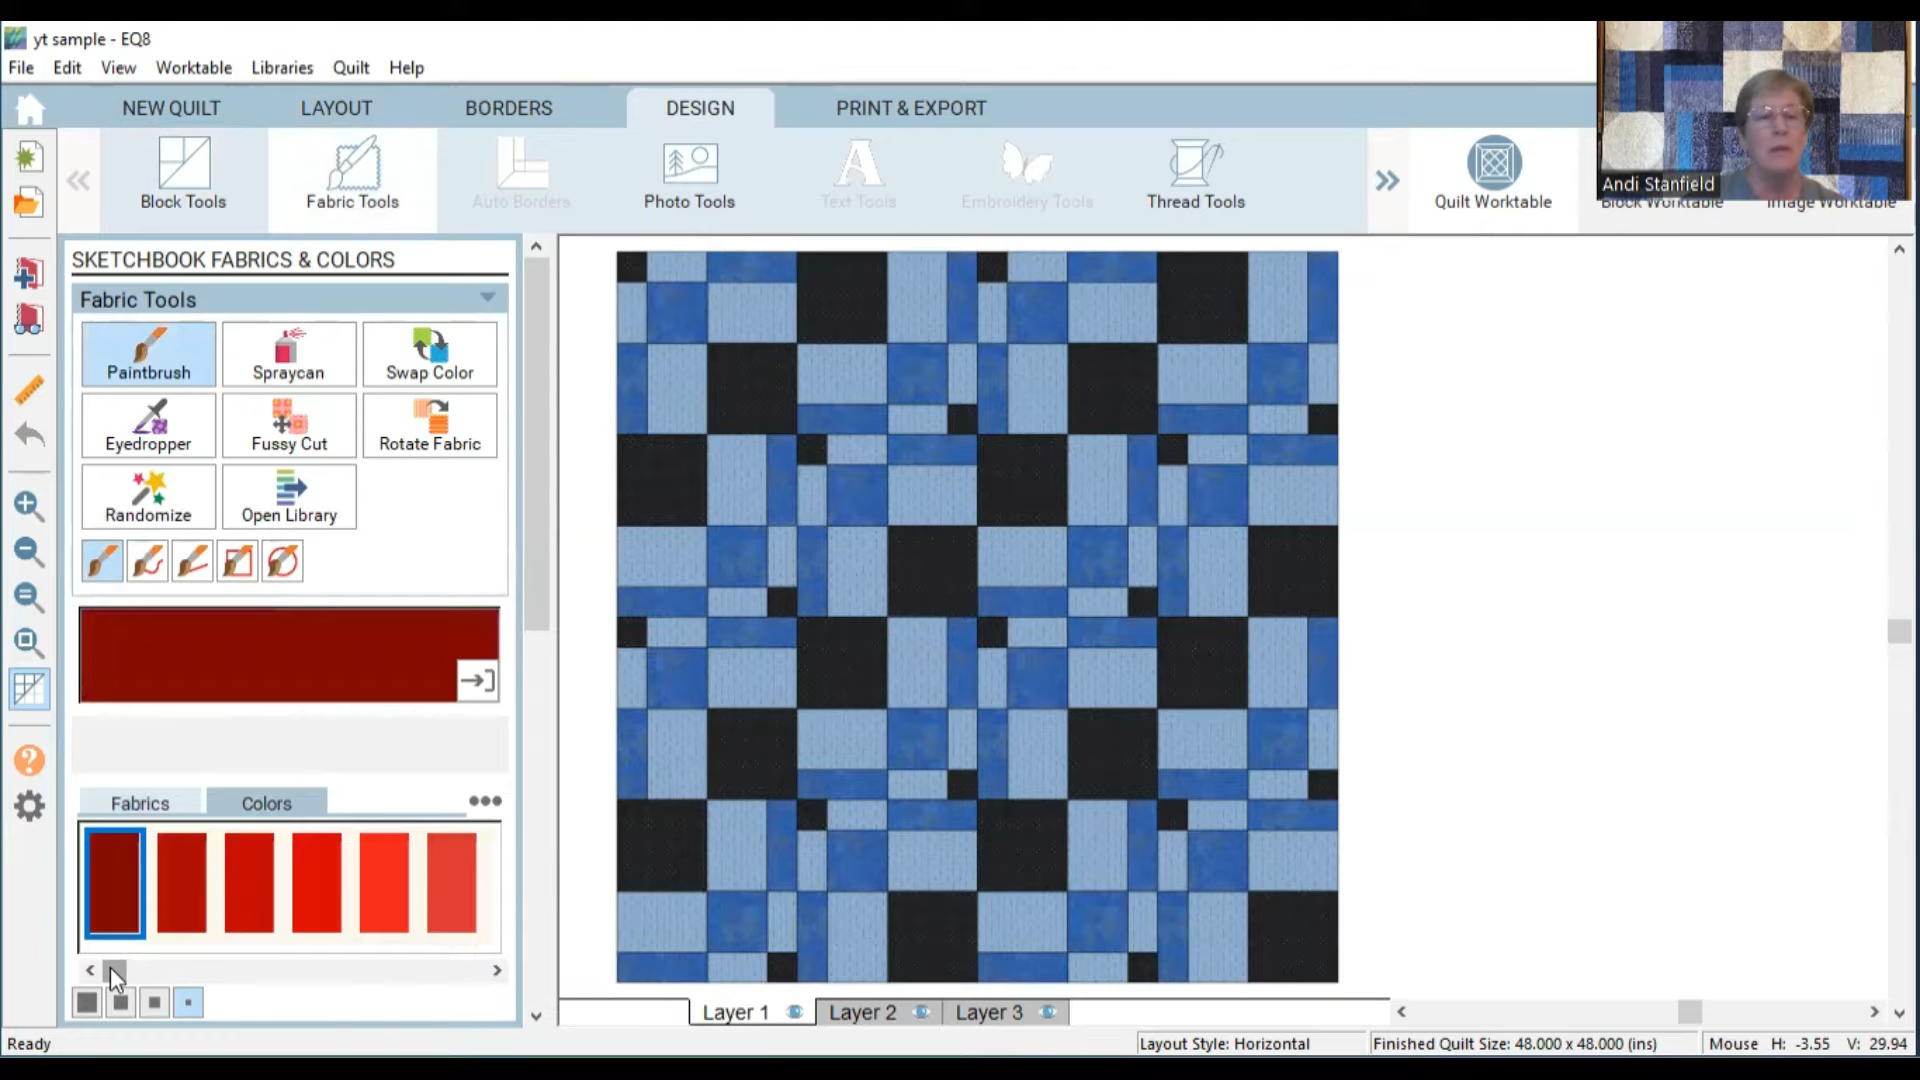 yt sample - EQ8
File Edit View Worktable Libraries Quilt Help
NEW QUILT LAYOUT BORDERS DESIGN PRINT & EXPORT
Block Tools Fabric Tools Auto Borders Photo Tools Text Tools Embroidery Tools Thread Tools Quilt Worktable Block Worktable Image Worktable
Andi Stanfield
SKETCHBOOK FABRICS & COLORS
Fabric Tools
Paintbrush Spraycan Swap Color
Eyedropper Fussy Cut Rotate Fabric
Randomize Open Library
Fabrics Colors
Layer 1 Layer 2 Layer 3
Ready Layout Style: Horizontal Finished Quilt Size: 48.000 x 48.000 (ins) Mouse H: -3.55 V: 29.94